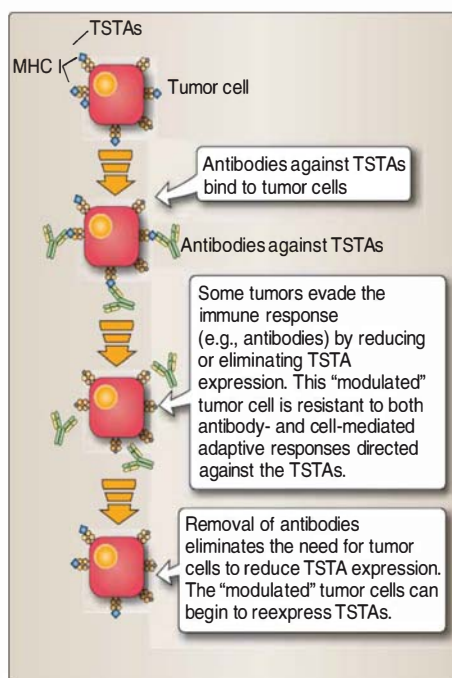 TSTAs
MHC I
Tumor cell
Antibodies against TSTAs
bind to tumor cells
Antibodies against TSTAs
Some tumors evade the
immune response
(e.g., antibodies) by reducing
or eliminating TSTA
expression. This “modulated”
tumor cell is resistant to both
antibody- and cell-mediated
adaptive responses directed
against the TSTAs.
Removal of antibodies
eliminates the need for tumor
cells to reduce TSTA expression.
The “modulated” tumor cells can
begin to reexpress TSTAs.